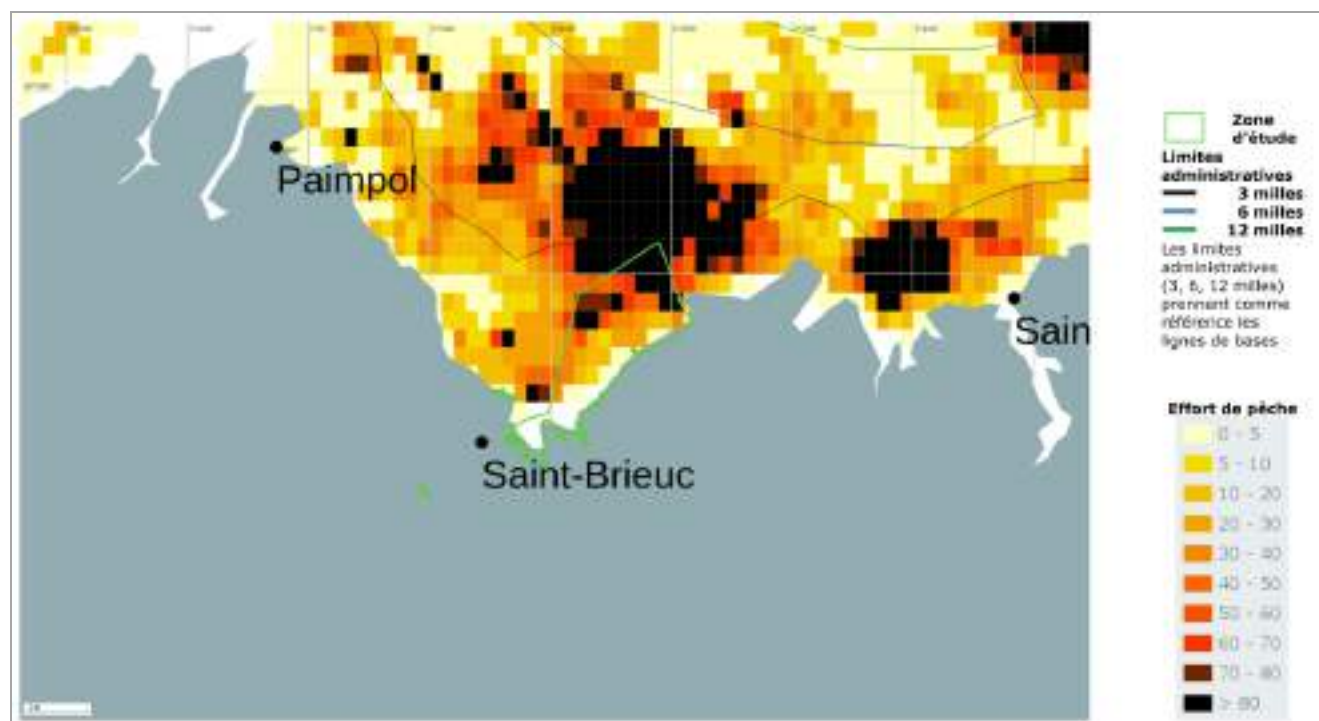 Paimpol
Saint-Brieuc
Sain
Zone
d'étude
Limites
administratives
3 milles
6 milles
12 milles
Les limites
administratives
(3, 6, 12 milles)
prennent comme
référence les
lignes de bases
Effort de pêche
0 - 5
5 - 10
10 - 20
20 - 30
30 - 40
40 - 50
50 - 60
60 - 70
70 - 80
> 80